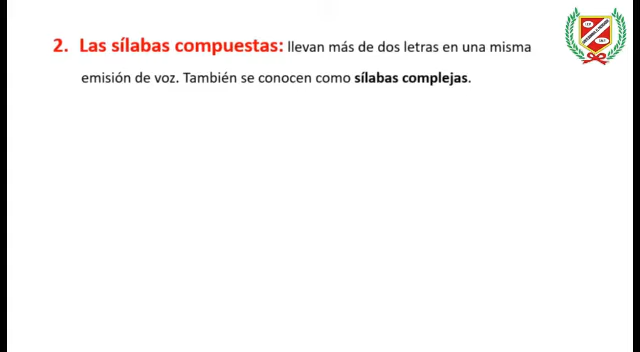 2. Las sílabas compuestas: llevan más de dos letras en una misma
emisión de voz. También se conocen como sílabas complejas.